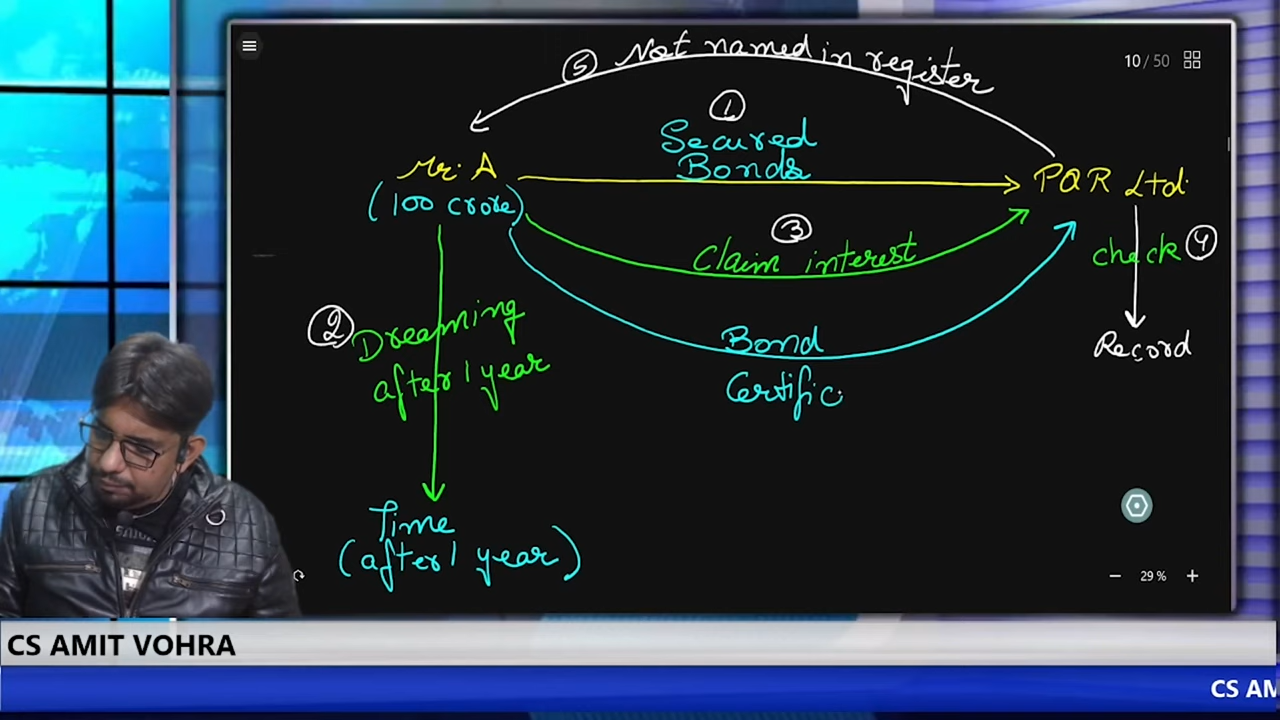 ⑤ Not named in register
10 / 50
①
Secured
Bonds
Mr. A
PQR Ltd.
(100 crore)
③
Claim interest
check ④
② Dreaming
after 1 year
Bond
Record
Certific
Time
(after 1 year)
29 %
CS AMIT VOHRA
CS AM